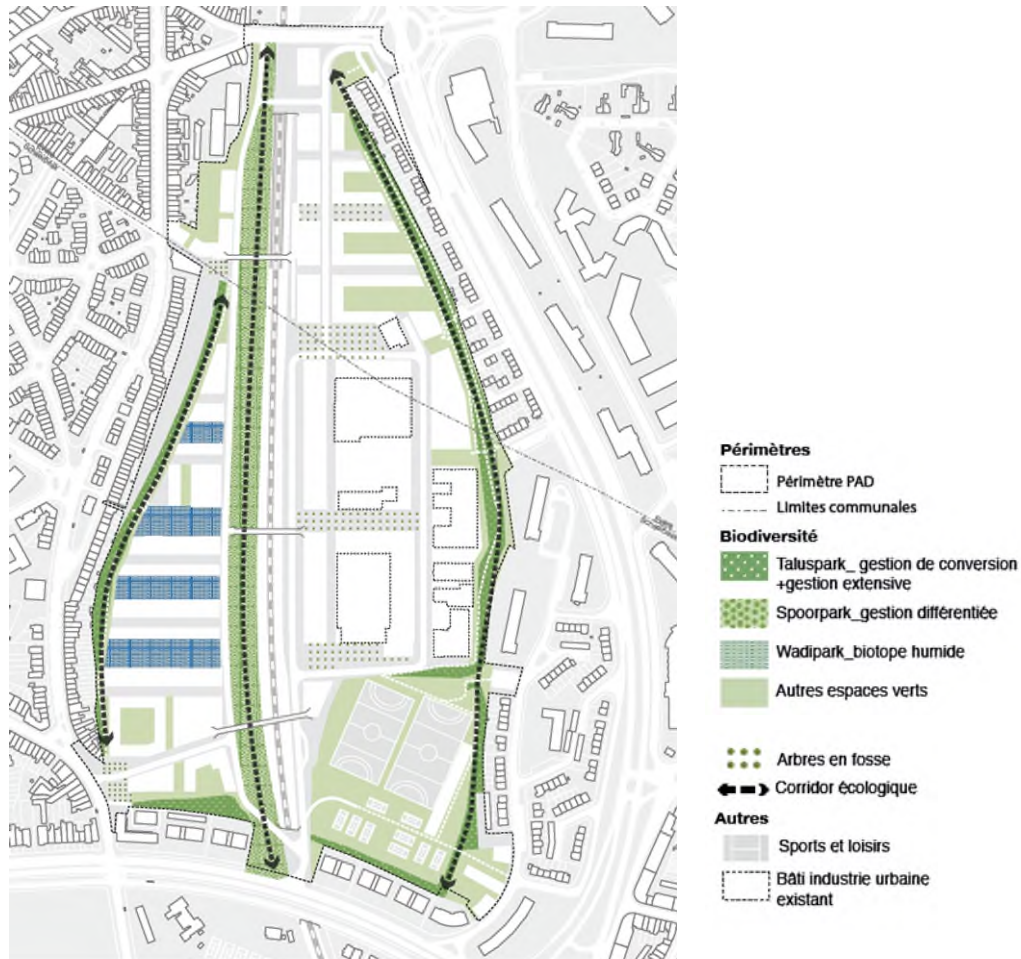 Périmètres
Périmètre PAD
Limites communales
Biodiversité
Taluspark_ gestion de conversion
+gestion extensive
Spoorpark_gestion différentiée
Wadipark_biotope humide
Autres espaces verts
Arbres en fosse
Corridor écologique
Autres
Sports et loisirs
Bâti industrie urbaine
existant